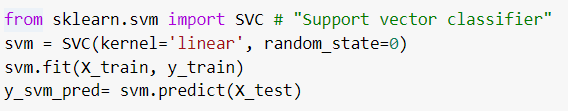 from sklearn.svm import SVC # "Support vector classifier"
svm = SVC(kernel='linear', random_state=0)
svm.fit(X_train, y_train)
y_svm_pred= svm.predict(X_test)